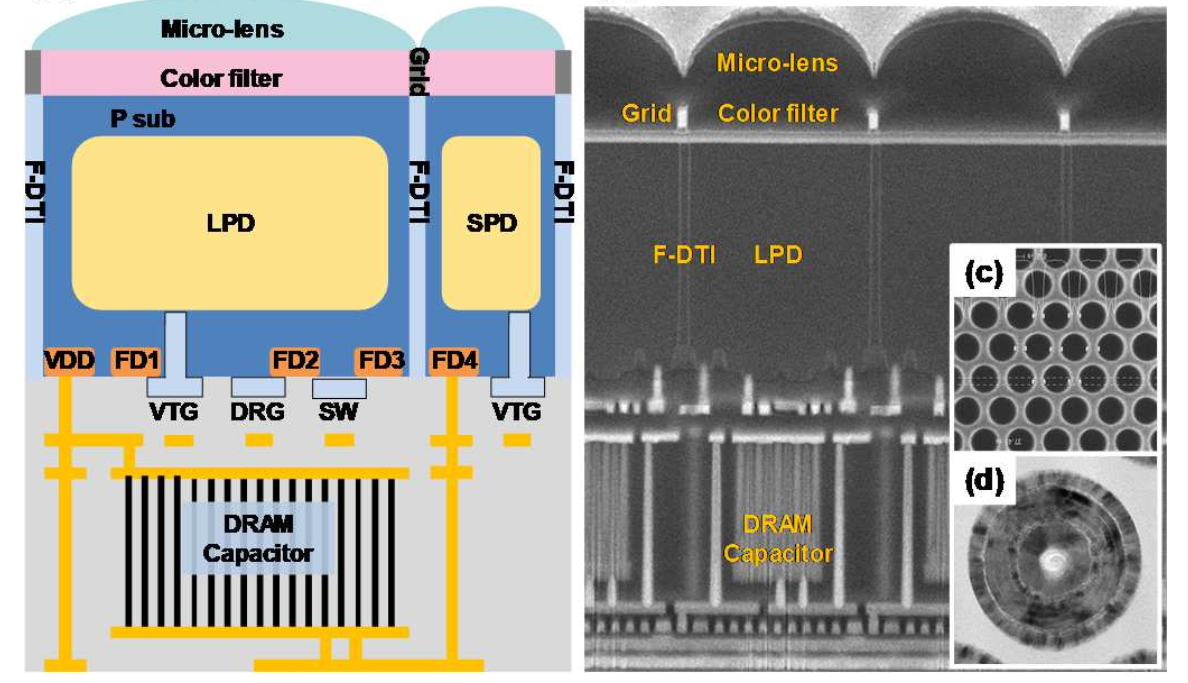 Micro-lens
Color filter
Grid
P sub
F-DTI
LPD
F-DTI
SPD
F-DTI
VDD
FD1
FD2
FD3
FD4
VTG
DRG
SW
VTG
DRAM
Capacitor
Micro-lens
Grid
Color filter
F-DTI
LPD
DRAM
Capacitor
(c)
(d)